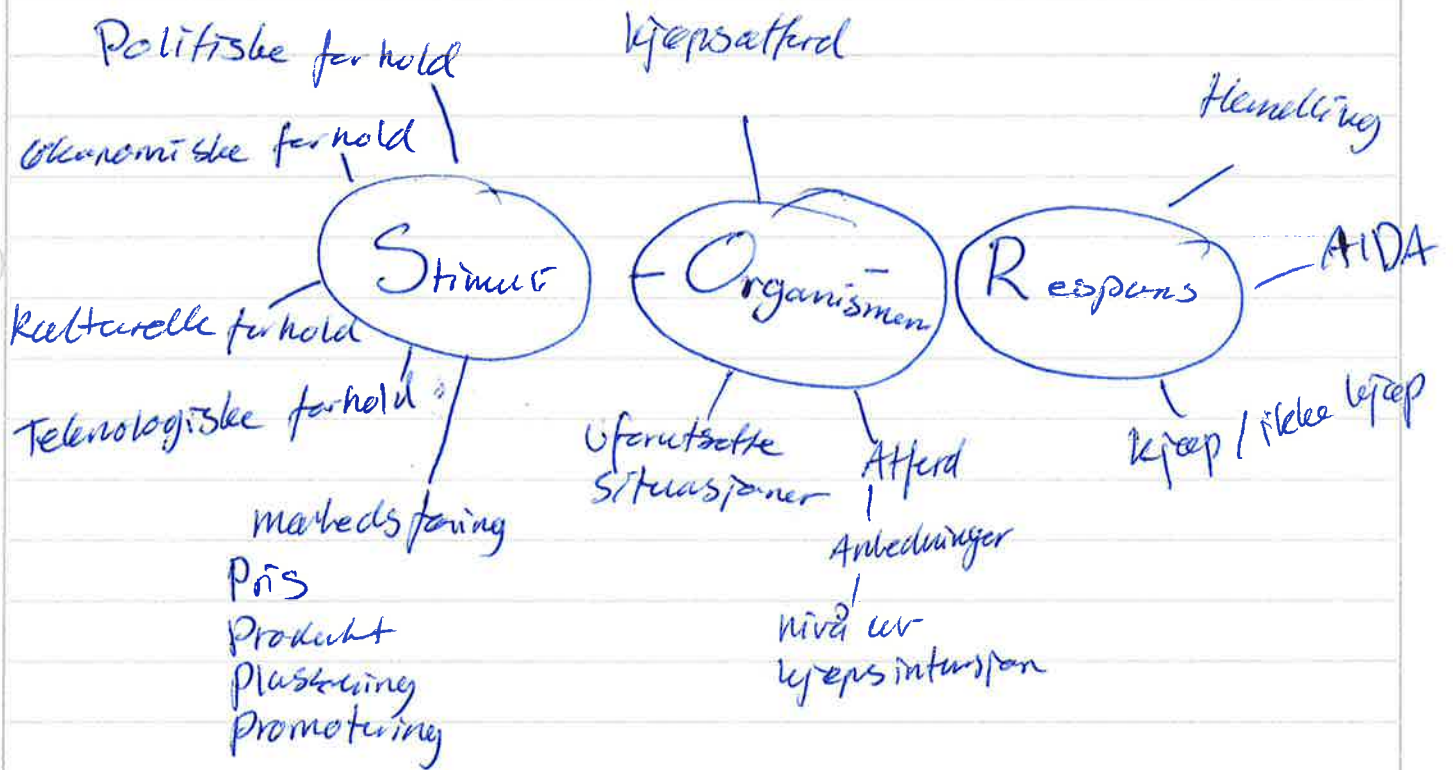 Politiske forhold
kjøpsatferd
Økonomiske forhold
Handling
Stimuli
- Organismen
Respons
AIDA
Kulturelle forhold
Teknologiske forhold
Uforutsette
situasjoner
Atferd
kjøp / ikke kjøp
markedsføring
Pris
Produkt
Plassering
Promotering
Anledninger
nivå av
kjøpsintensjon